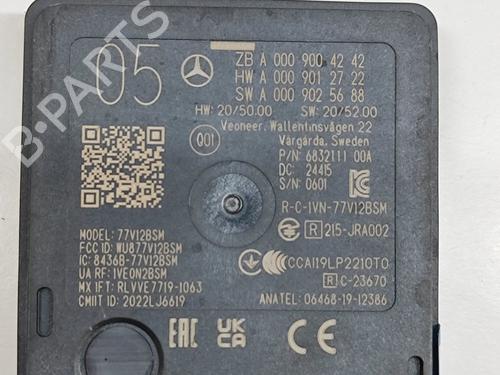 05
ZB A 000 900 42 42
HW A 000 901 27 22
SW A 000 902 56 88
HW: 20/50.00 SW: 20/52.00
Veoneer, Wallentinsvägen 22
Vårgårda, Sweden
P/N: 6832111 00A
DC: 24415
S/N: 0601
001
R-C-1VN-77V12BSM
MODEL: 77V12BSM
FCC ID: WU877V12BSM
IC: 8436B-77V12BSM
UA RF: 1VEON2BSM
MX IFT: RLVVE7719-1063
CMIIT ID: 2022LJ6619
R 215-JRA002
CCAI19LP2210T0
R C-23670
ANATEL: 06468-19-12386
EAC
UK
CA
CE
B-Parts